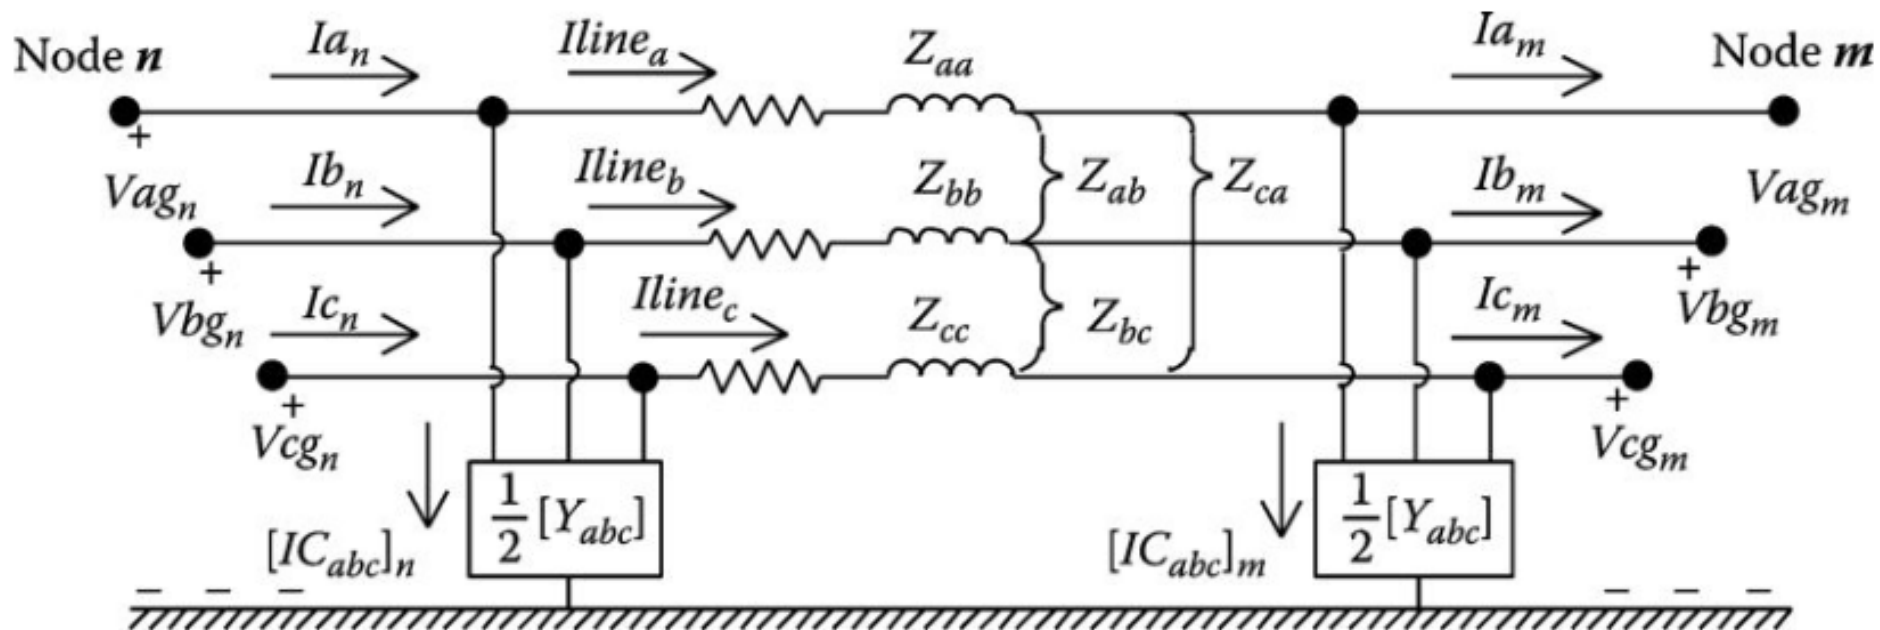 Node n
Ia_n
Iline_a
Z_aa
Ia_m
Node m
+
Vag_n
Ib_n
Iline_b
Z_bb
Z_ab
Z_ca
Ib_m
Vag_m
+
Vbg_n
Ic_n
Iline_c
Z_cc
Z_bc
Ic_m
+
Vbg_m
+
Vcg_n
+
Vcg_m
[IC_abc]_n
1/2 [Y_abc]
[IC_abc]_m
1/2 [Y_abc]
– – –
– – –